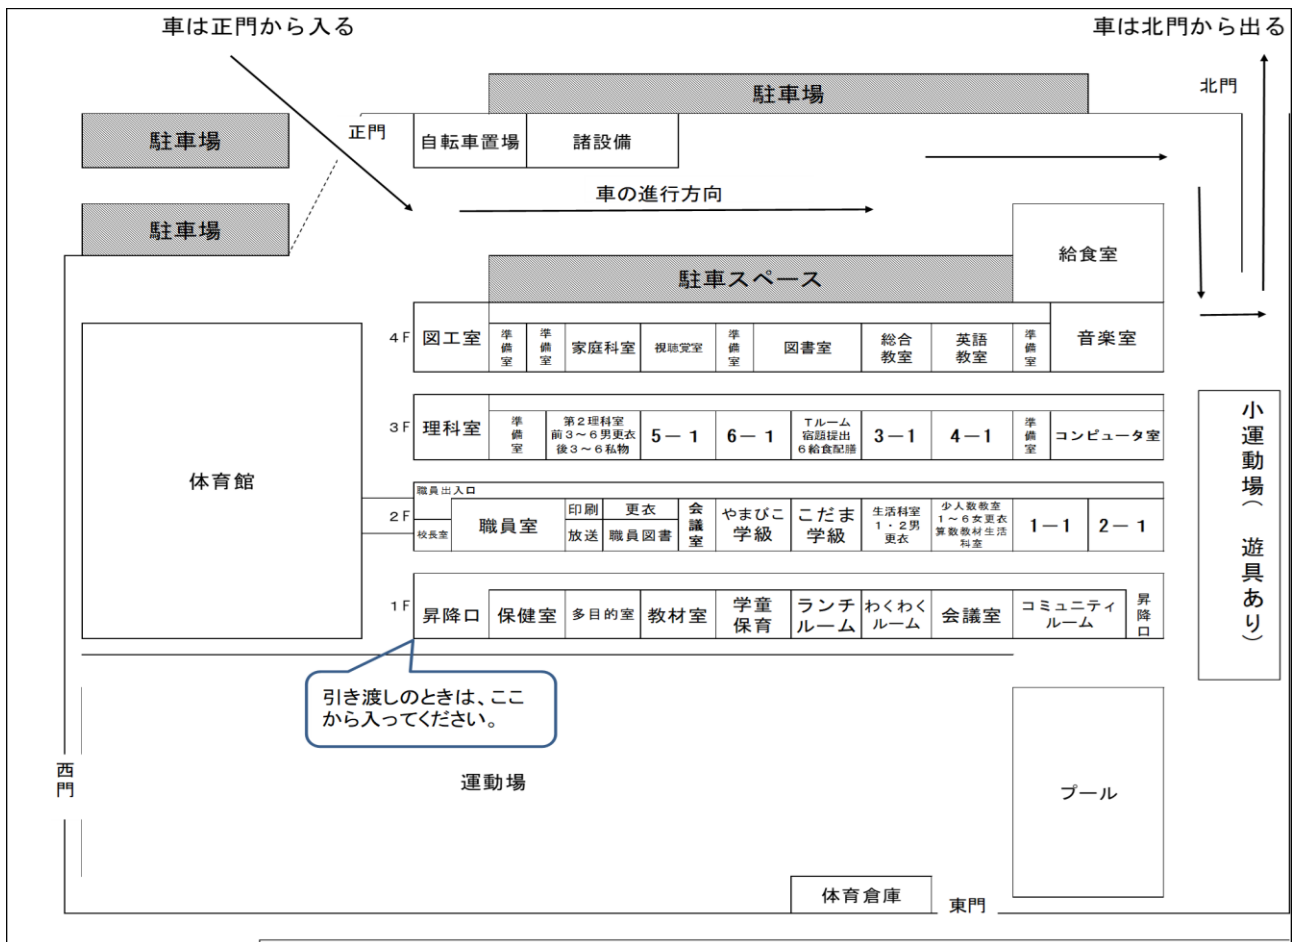 車は正門から入る
車は北門から出る
北門
駐車場
駐車場
正門
自転車置場
諸設備
車の進行方向
駐車場
給食室
駐車スペース
4F
図工室
準備室
準備室
家庭科室
視聴覚室
準備室
図書室
総合
教室
英語
教室
準備室
音楽室
3F
理科室
準備室
第2理科室
前3～6男更衣
後3～6私物
5－1
6－1
Tルーム
宿題提出
6給食配膳
3－1
4－1
準備室
コンピュータ室
小運動場(遊具あり)
体育館
2F
職員出入口
校長室
職員室
印刷
放送
更衣
職員図書
会議室
やまびこ
学級
こだま
学級
生活科室
1・2男
更衣
少人数教室
1～6女更衣
算数教材生活
科室
1－1
2－1
1F
昇降口
保健室
多目的室
教材室
学童
保育
ランチ
ルーム
わくわく
ルーム
会議室
コミュニティ
ルーム
昇降口
引き渡しのときは、ここ
から入ってください。
西門
運動場
プール
体育倉庫
東門